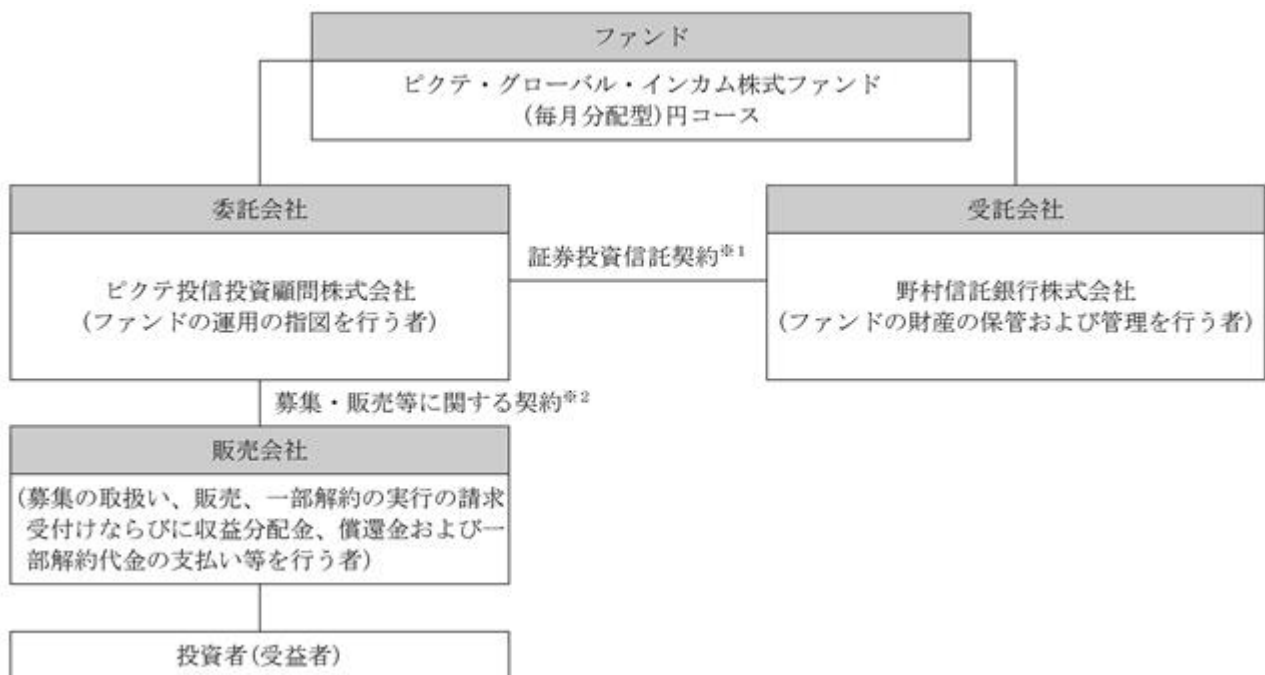 ファンド
ピクテ・グローバル・インカム株式ファンド
(毎月分配型)円コース
委託会社
ピクテ投信投資顧問株式会社
(ファンドの運用の指図を行う者)
証券投資信託契約※1
受託会社
野村信託銀行株式会社
(ファンドの財産の保管および管理を行う者)
募集・販売等に関する契約※2
販売会社
(募集の取扱い、販売、一部解約の実行の請求
受付けならびに収益分配金、償還金および一
部解約代金の支払い等を行う者)
投資者(受益者)